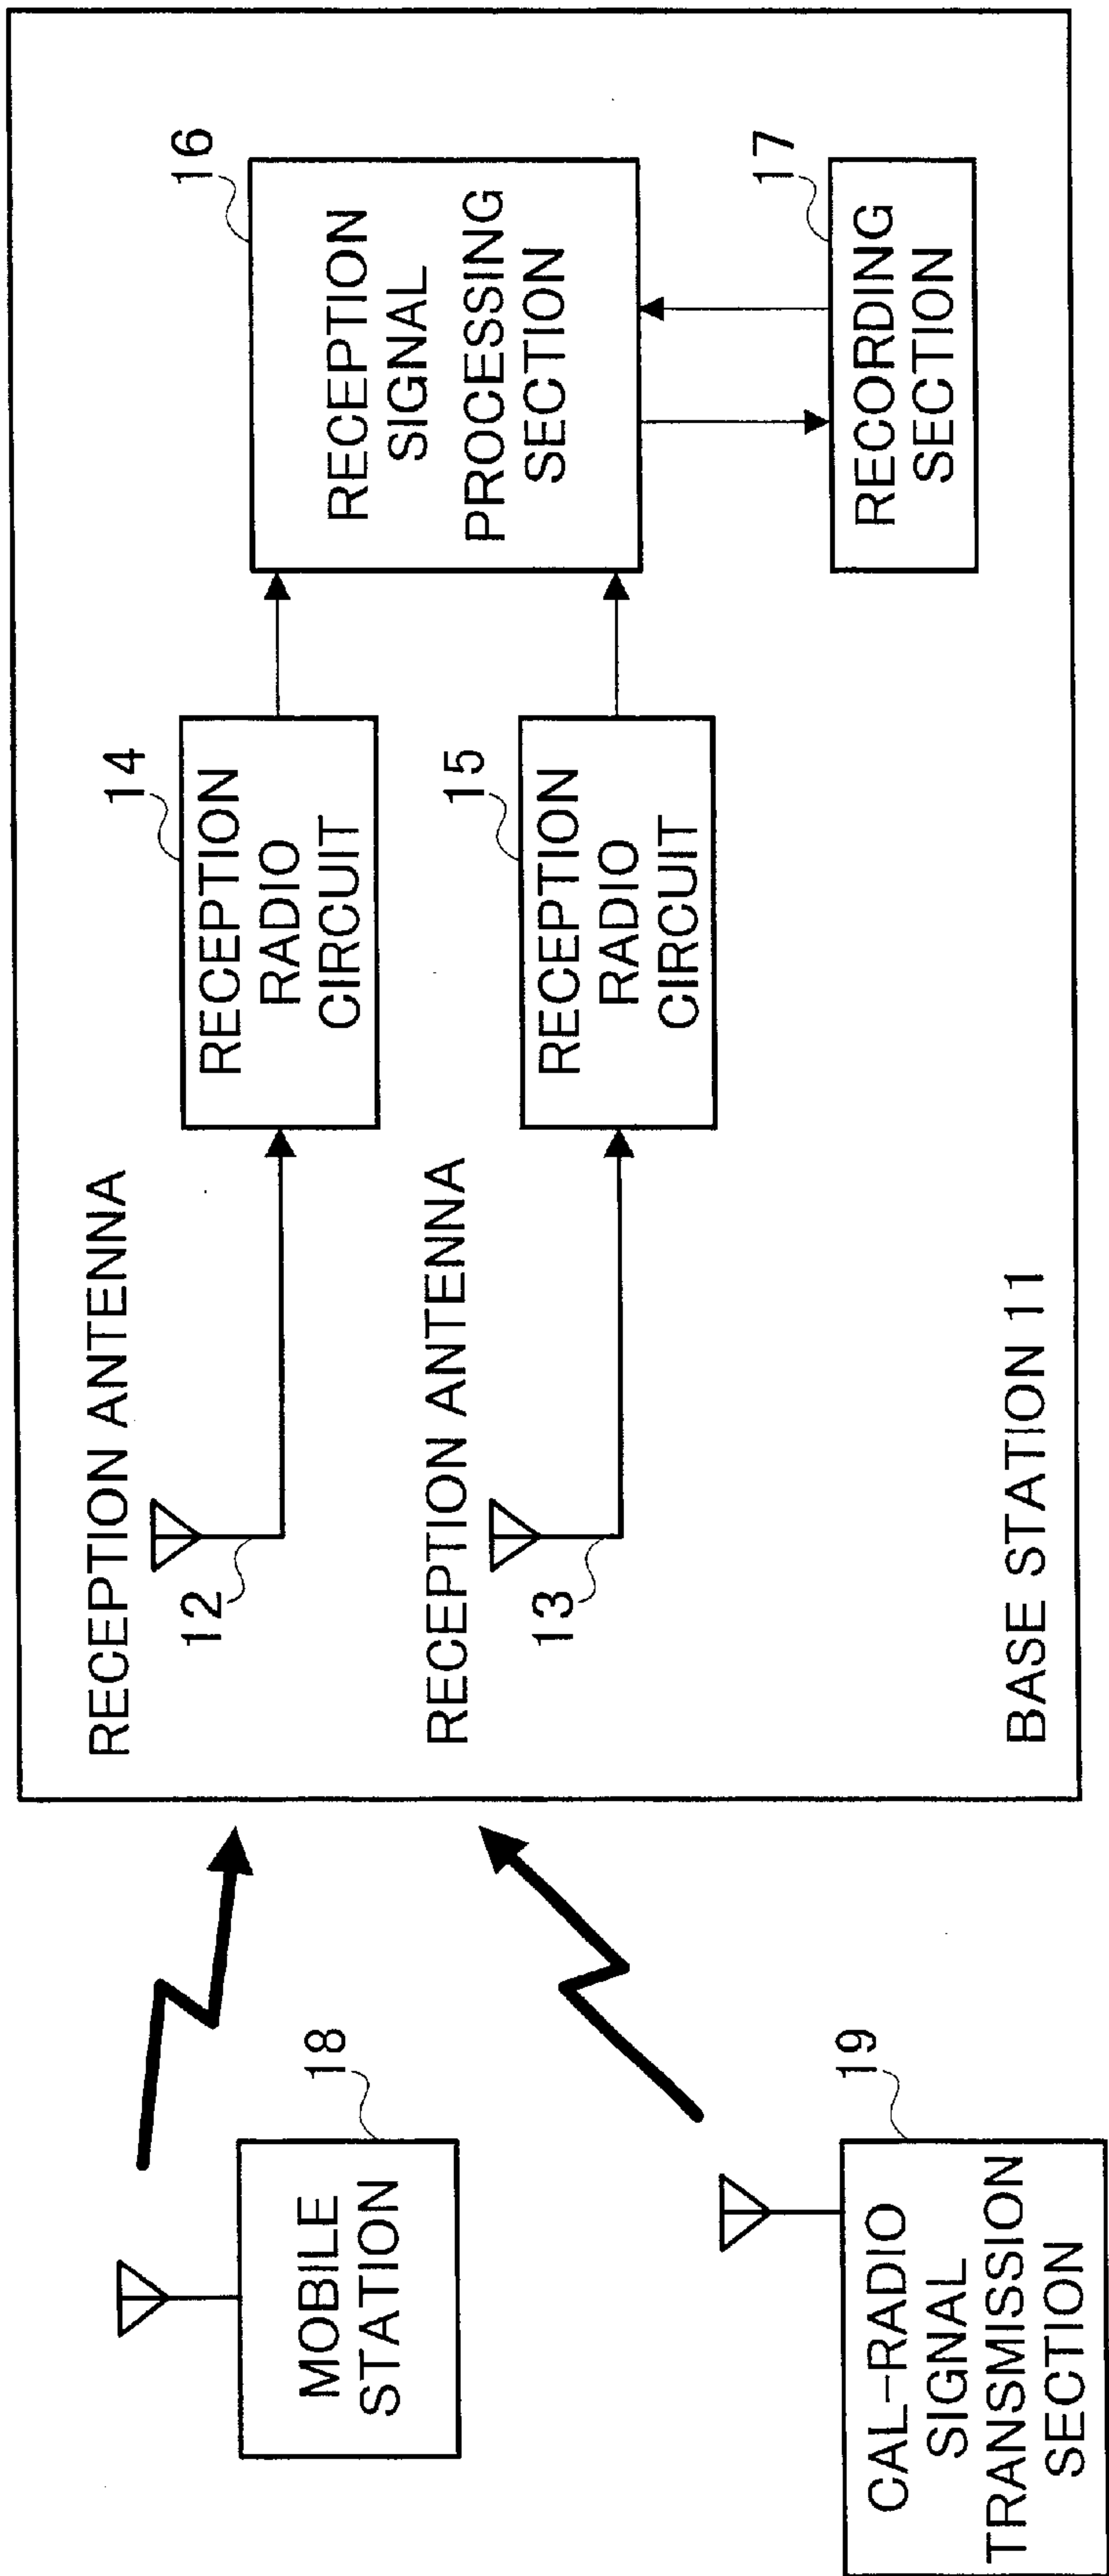 RECEPTION ANTENNA
12
14
RECEPTION
RADIO
CIRCUIT
16
RECEPTION
SIGNAL
PROCESSING
SECTION
RECEPTION ANTENNA
13
15
RECEPTION
RADIO
CIRCUIT
17
RECORDING
SECTION
BASE STATION 11
18
MOBILE
STATION
19
CAL-RADIO
SIGNAL
TRANSMISSION
SECTION